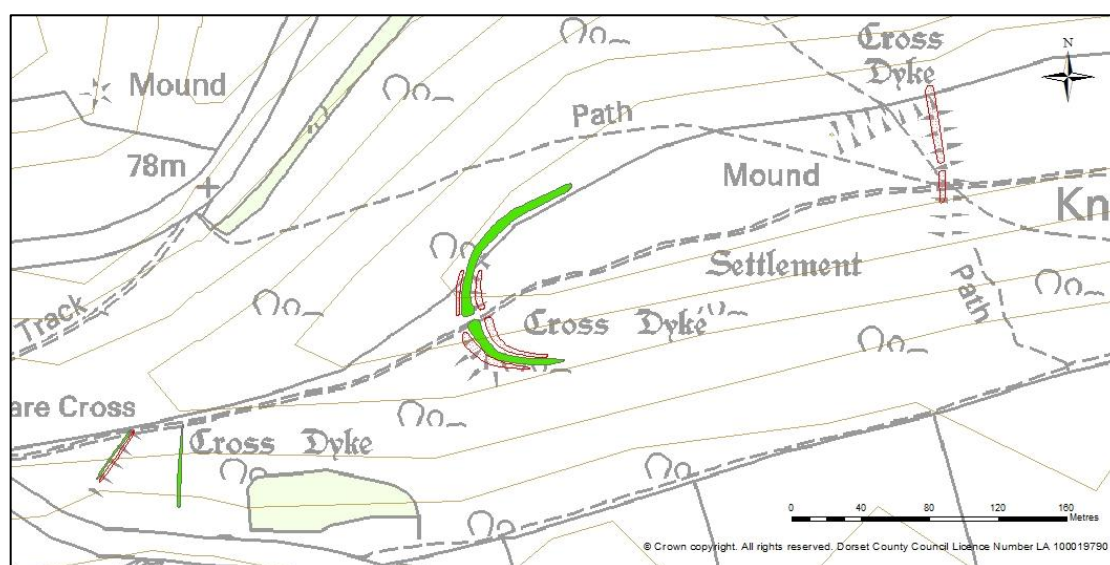 Cross
Dyke
N
Mound
Path
78m
Mound
Kn
Settlement
Path
Track
Cross Dyke
are Cross
Cross Dyke
0 20 40 80 120 160
Metres
© Crown copyright. All rights reserved. Dorset County Council Licence Number LA 100019790